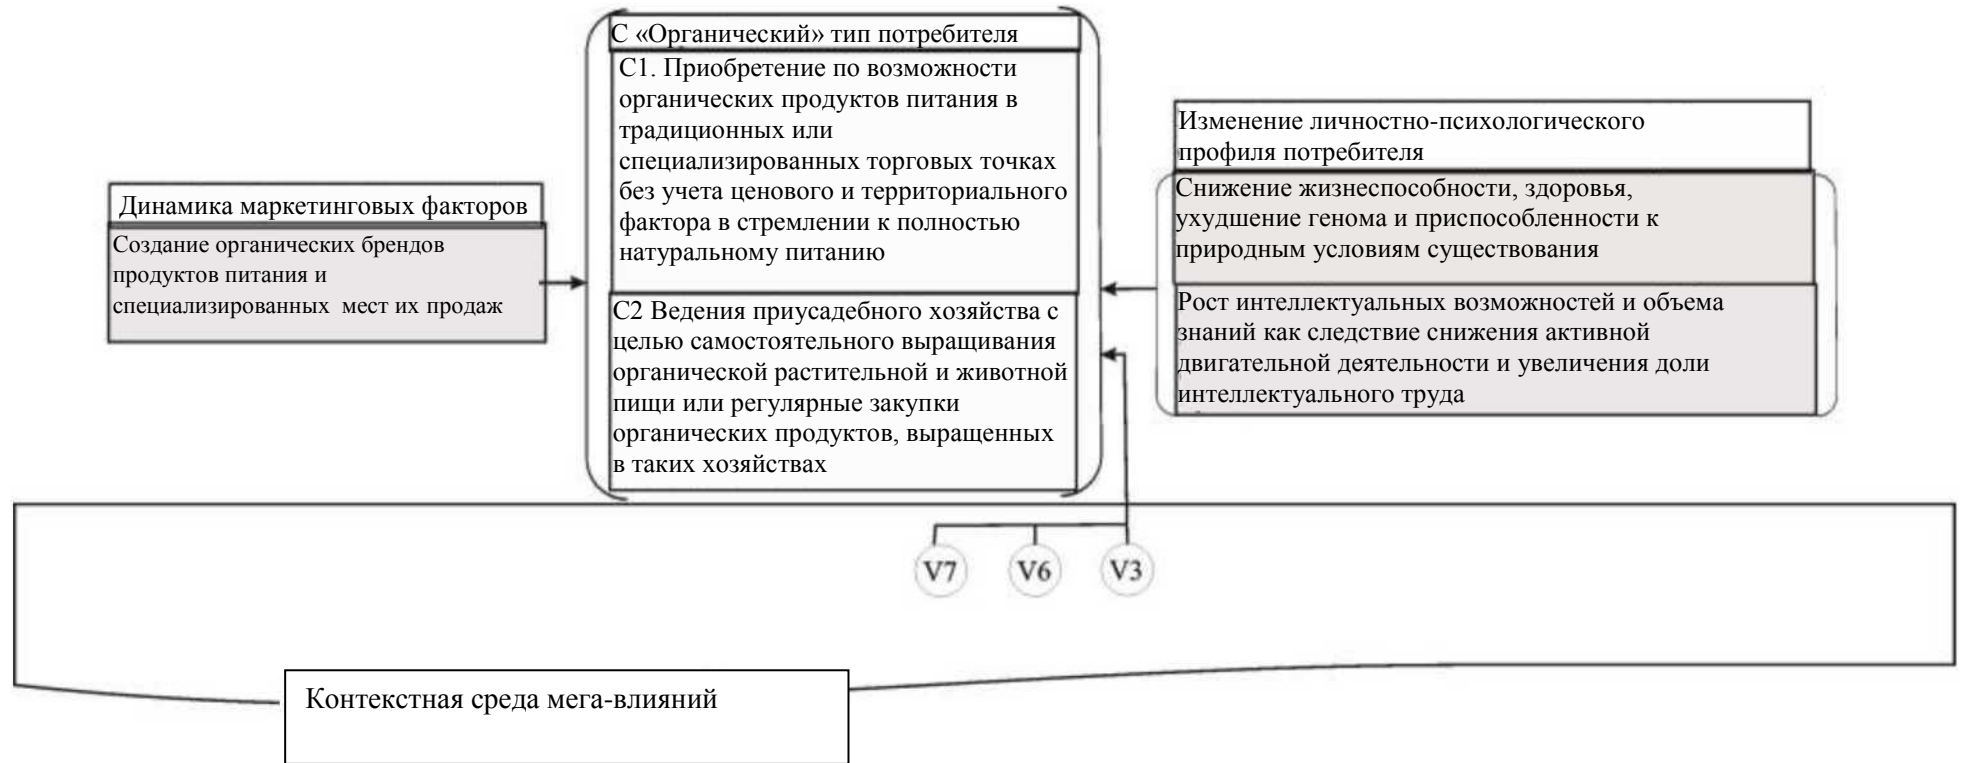 С «Органический» тип потребителя
С1. Приобретение по возможности
органических продуктов питания в
традиционных или
специализированных торговых точках
без учета ценового и территориального
фактора в стремлении к полностью
натуральному питанию
С2 Ведения приусадебного хозяйства с
целью самостоятельного выращивания
органической растительной и животной
пищи или регулярные закупки
органических продуктов, выращенных
в таких хозяйствах
Динамика маркетинговых факторов
Создание органических брендов
продуктов питания и
специализированных мест их продаж
Изменение личностно-психологического
профиля потребителя
Снижение жизнеспособности, здоровья,
ухудшение генома и приспособленности к
природным условиям существования
Рост интеллектуальных возможностей и объема
знаний как следствие снижения активной
двигательной деятельности и увеличения доли
интеллектуального труда
V7 V6 V3
Контекстная среда мега-влияний